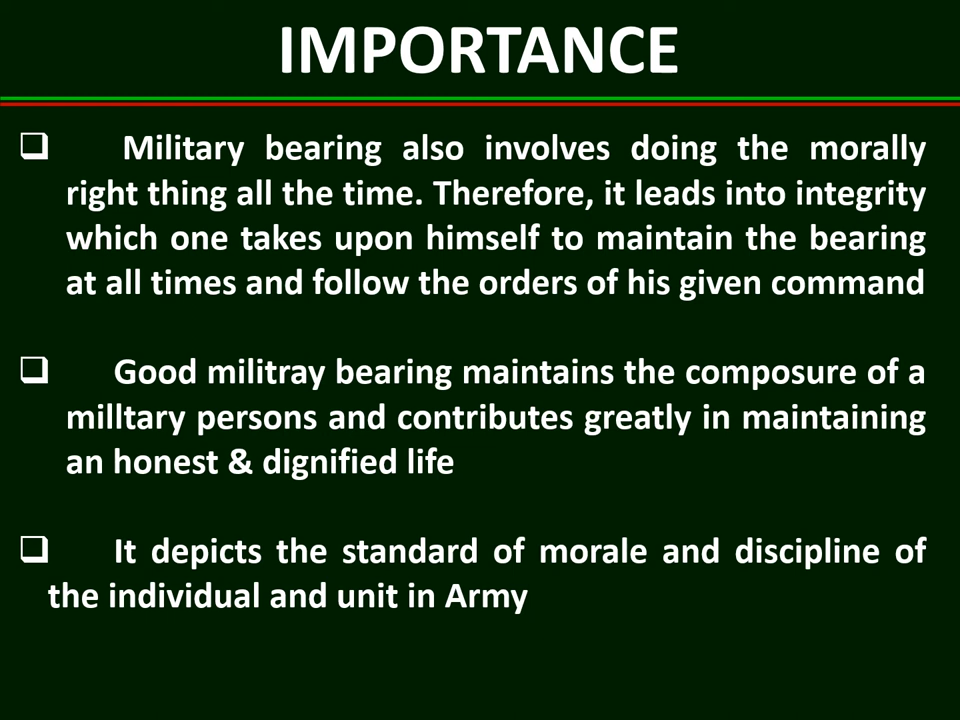 IMPORTANCE
❑ Military bearing also involves doing the morally
right thing all the time. Therefore, it leads into integrity
which one takes upon himself to maintain the bearing
at all times and follow the orders of his given command
❑ Good militray bearing maintains the composure of a
milltary persons and contributes greatly in maintaining
an honest & dignified life
❑ It depicts the standard of morale and discipline of
the individual and unit in Army